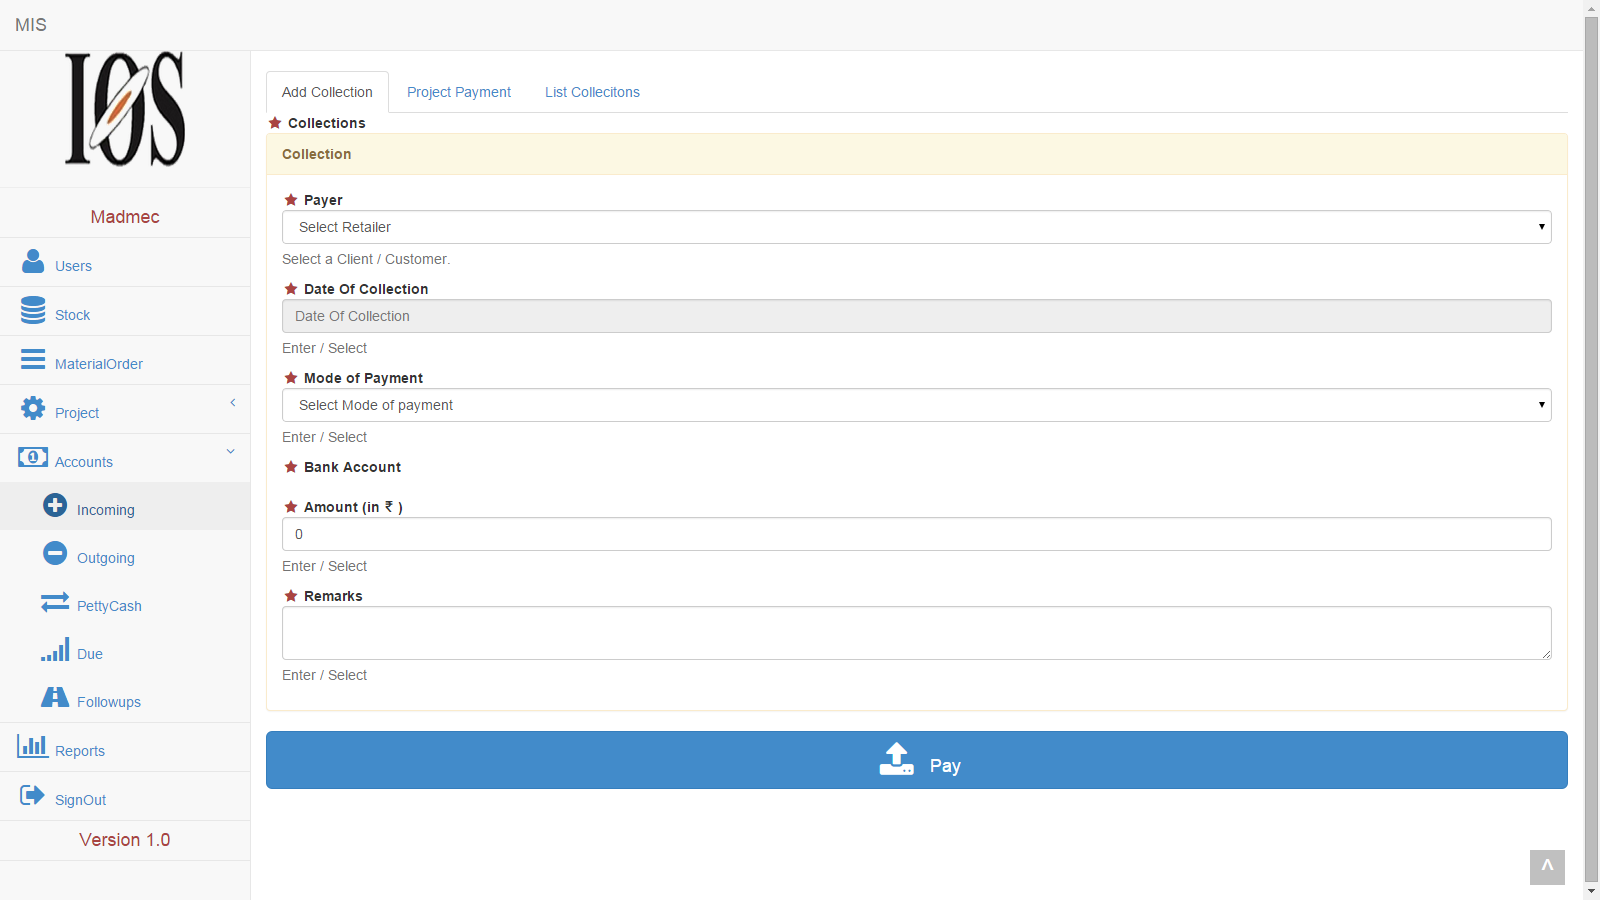 MIS
IOS
Madmec
Users
Stock
MaterialOrder
Project
Accounts
Incoming
Outgoing
PettyCash
Due
Followups
Reports
SignOut
Version 1.0
Add Collection
Project Payment
List Collecitons
Collections
Collection
Payer
Select Retailer
Select a Client / Customer.
Date Of Collection
Date Of Collection
Enter / Select
Mode of Payment
Select Mode of payment
Enter / Select
Bank Account
Amount (in ₹ )
0
Enter / Select
Remarks
Enter / Select
Pay
^